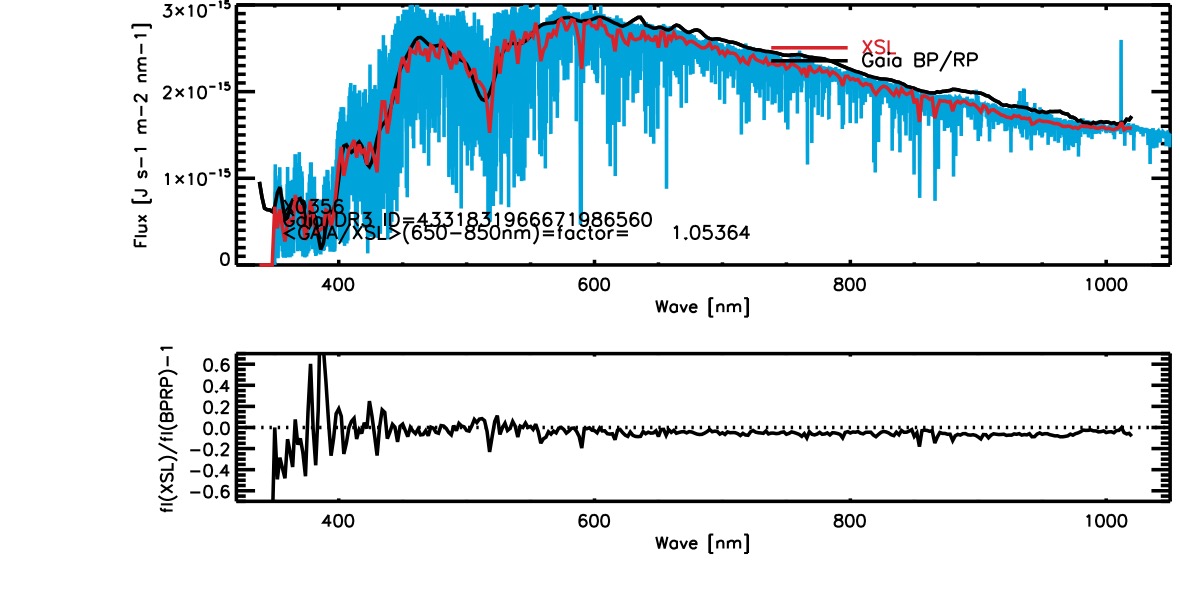 3×10⁻¹⁵
2×10⁻¹⁵
1×10⁻¹⁵
0
Flux [J s−1 m−2 nm−1]
XSL
Gaia BP/RP
X0356
Gaia DR3 ID=4331831966671986560
<GAIA/XSL>(650−850nm)=factor= 1.05364
400 600 800 1000
Wave [nm]
0.6
0.4
0.2
0.0
−0.2
−0.4
−0.6
fl(XSL)/fl(BPRP)−1
400 600 800 1000
Wave [nm]